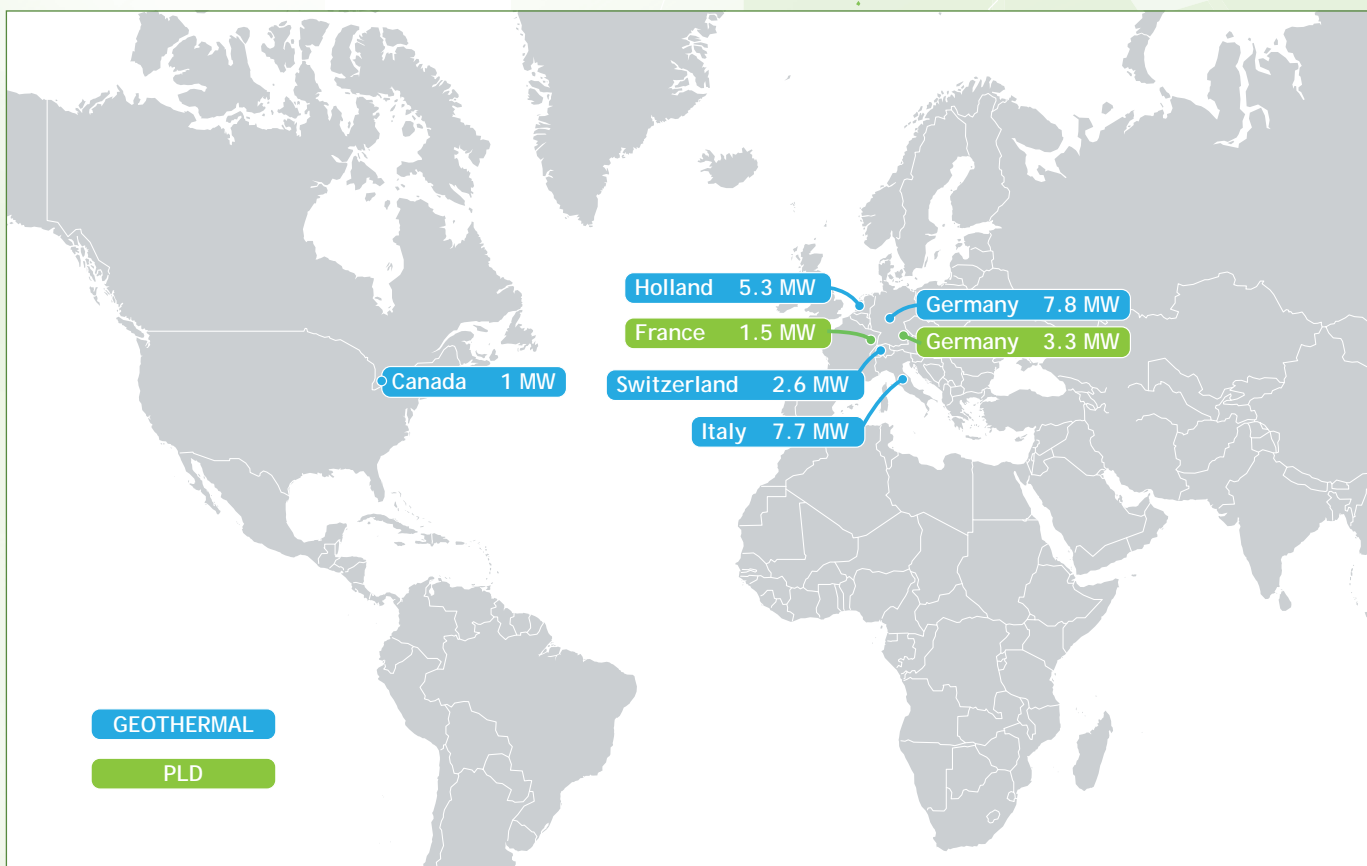 Holland 5.3 MW
Germany 7.8 MW
France 1.5 MW
Germany 3.3 MW
Canada 1 MW
Switzerland 2.6 MW
Italy 7.7 MW
GEOTHERMAL
PLD